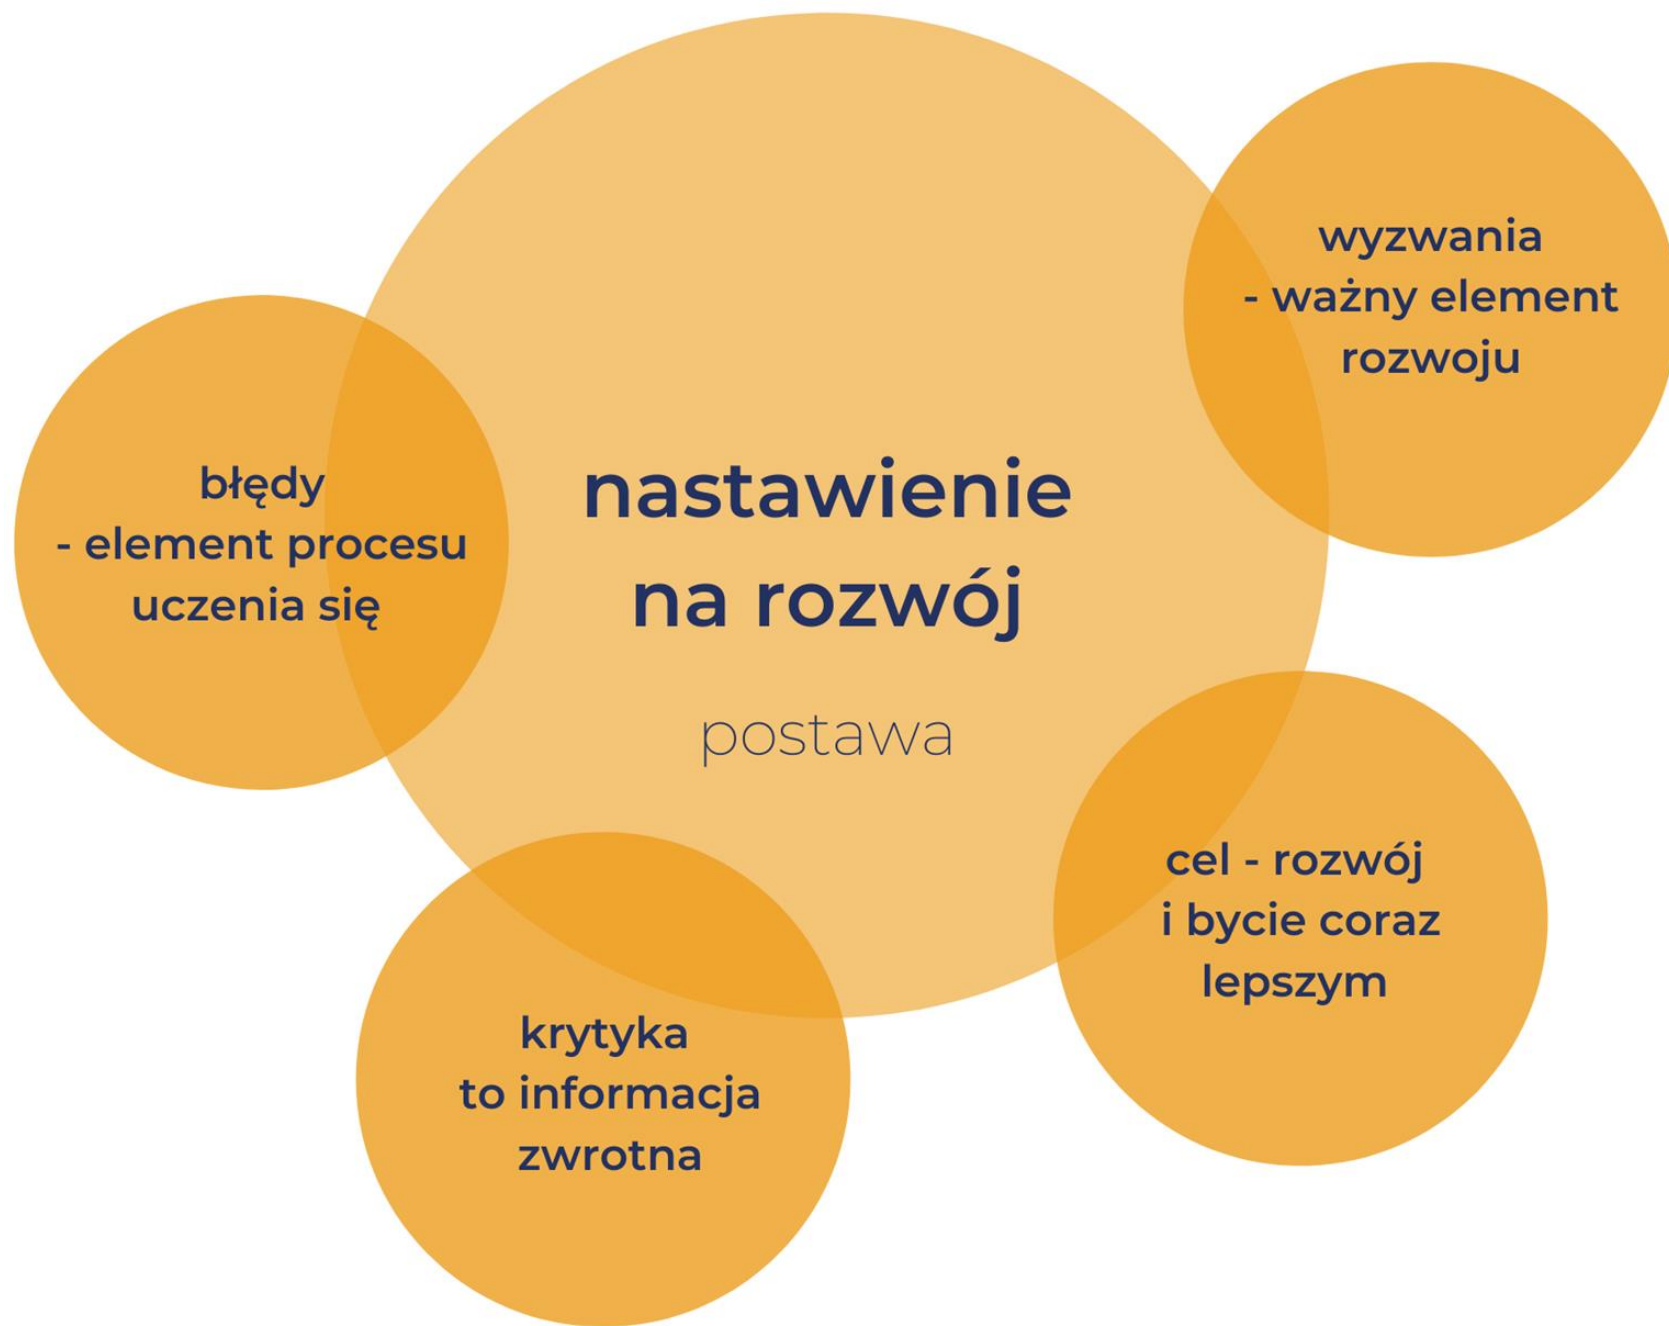 nastawienie
na rozwój
postawa
wyzwania
- ważny element
rozwoju
błędy
- element procesu
uczenia się
cel - rozwój
i bycie coraz
lepszym
krytyka
to informacja
zwrotna